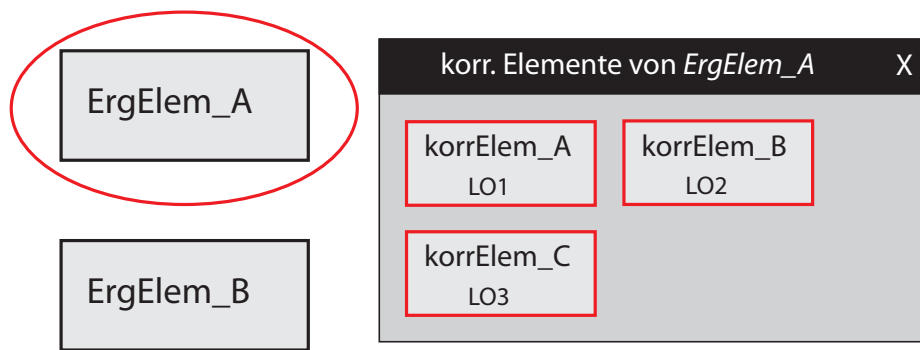 ErgElem_A
ErgElem_B
korr. Elemente von ErgElem_A X
korrElem_A
LO1
korrElem_B
LO2
korrElem_C
LO3